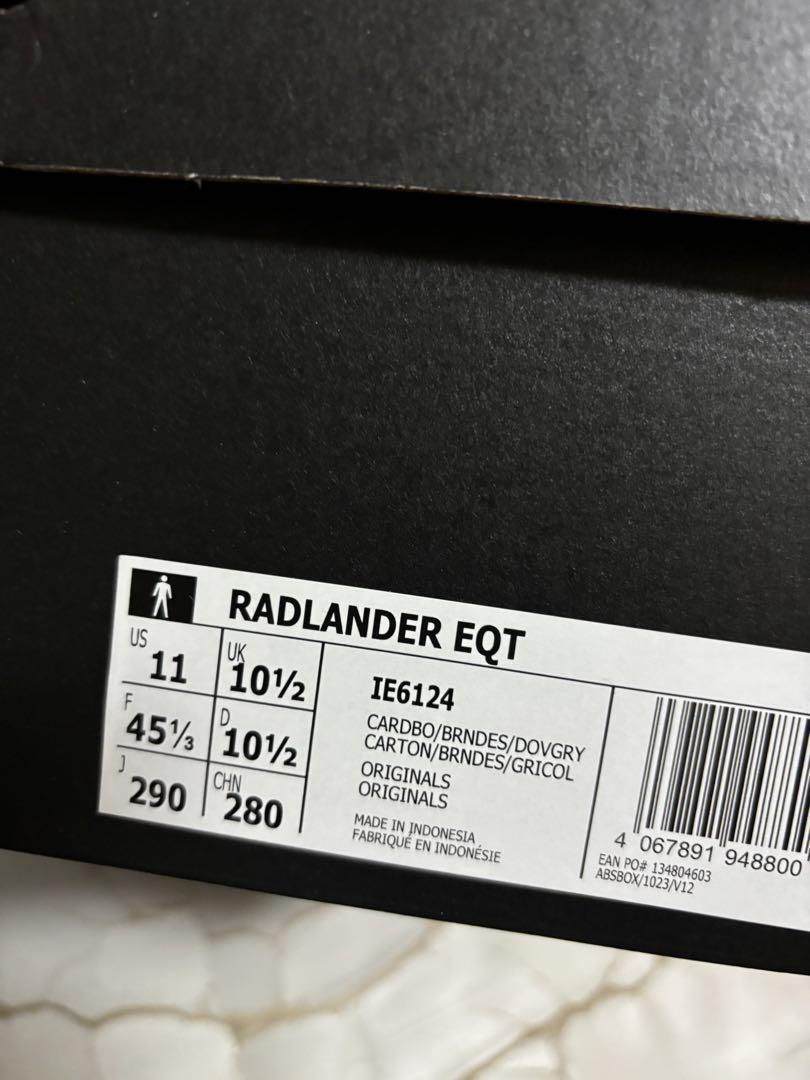 RADLANDER EQT
US 11 UK 10½
F 45⅓ D 10½
J 290 CHN 280
IE6124
CARDBO/BRNDES/DOVGRY
CARTON/BRNDES/GRICOL
ORIGINALS
ORIGINALS
MADE IN INDONESIA
FABRIQUÉ EN INDONÉSIE
4 067891 948800
EAN PO# 134804603
ABSBOX/1023/V12